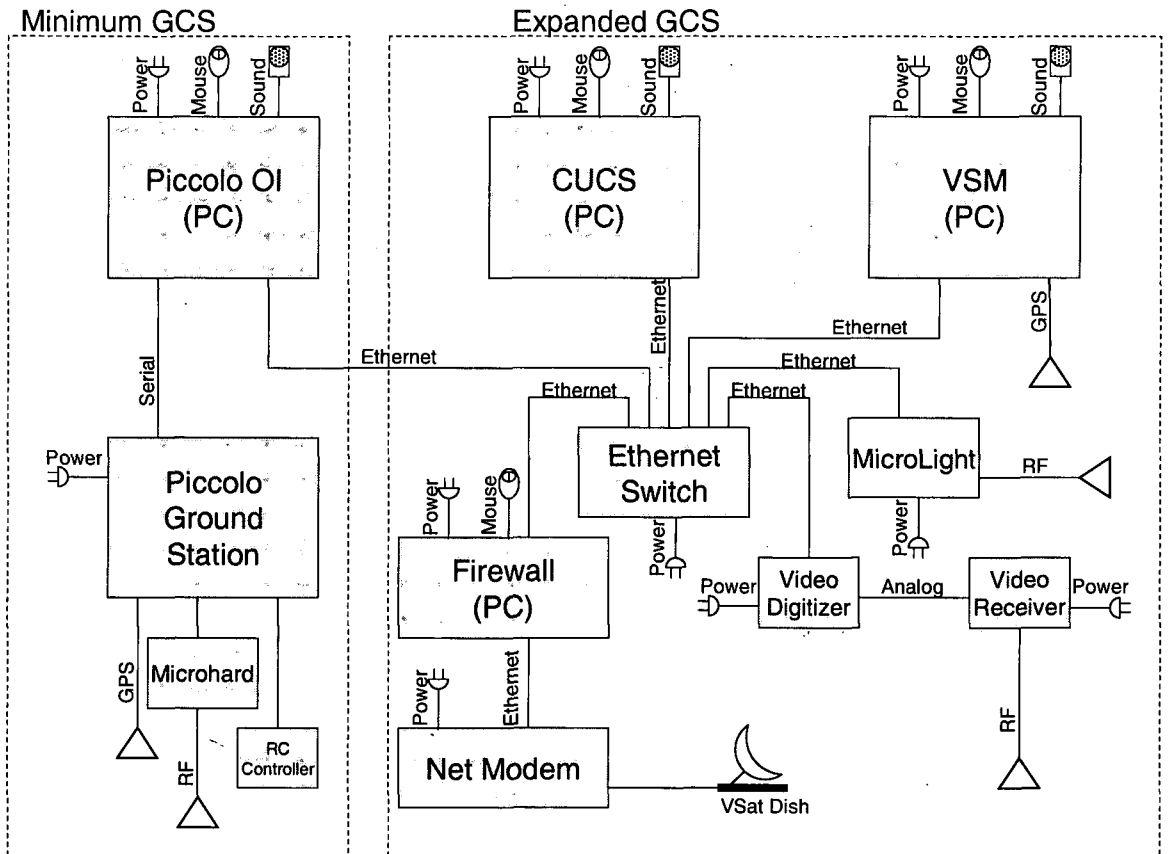 Minimum GCS
Expanded GCS
Power
Mouse
Sound
Power
Mouse
Sound
Power
Mouse
Sound
Piccolo OI
(PC)
CUCS
(PC)
VSM
(PC)
Serial
Ethernet
Ethernet
Ethernet
GPS
Ethernet
Ethernet
Ethernet
Power
Piccolo
Ground
Station
Ethernet
Switch
MicroLight
RF
Power
Mouse
Power
Power
Firewall
(PC)
Power
Video
Digitizer
Analog
Video
Receiver
Power
GPS
Microhard
RF
RC
Controller
Power
Ethernet
Net Modem
VSat Dish
RF